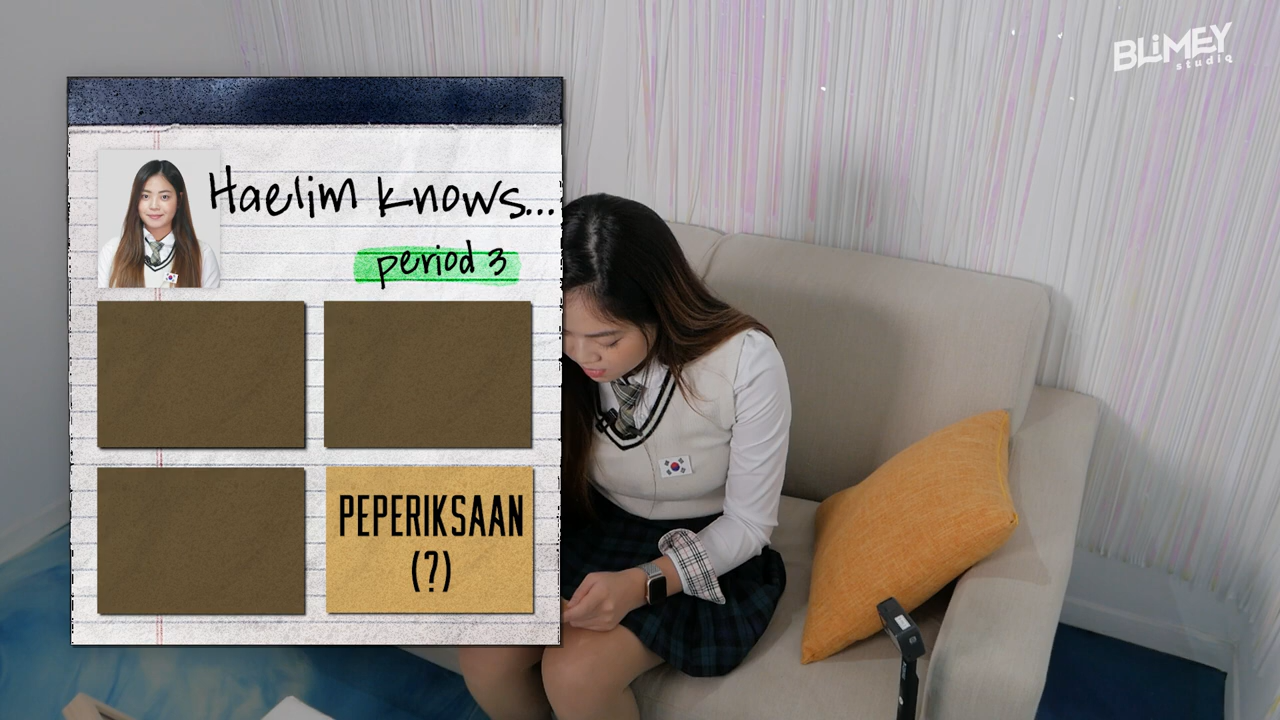 BLiMEY
studio
Haelim knows...
period 3
PEPERIKSAAN
(?)